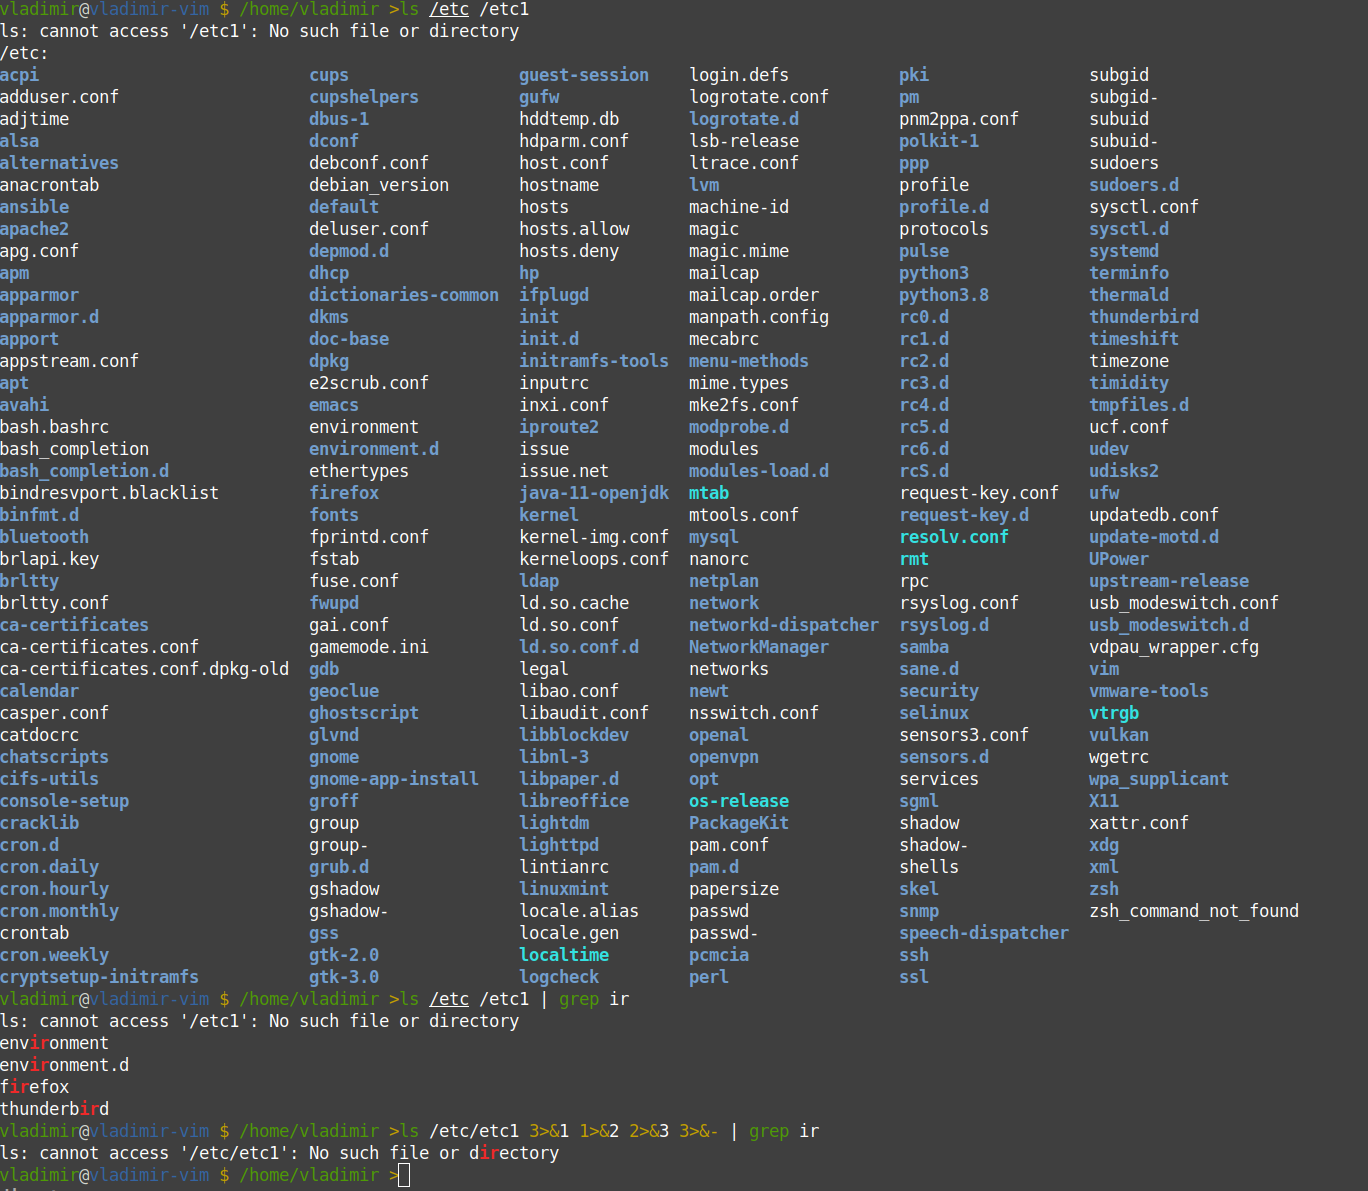 vladimir@vladimir-vim $ /home/vladimir >ls /etc /etc1
ls: cannot access '/etc1': No such file or directory
/etc:
acpi cups guest-session login.defs pki subgid
adduser.conf cupshelpers gufw logrotate.conf pm subgid-
adjtime dbus-1 hddtemp.db logrotate.d pnm2ppa.conf subuid
alsa dconf hdparm.conf lsb-release polkit-1 subuid-
alternatives debconf.conf host.conf ltrace.conf ppp sudoers
anacrontab debian_version hostname lvm profile sudoers.d
ansible default hosts machine-id profile.d sysctl.conf
apache2 deluser.conf hosts.allow magic protocols sysctl.d
apg.conf depmod.d hosts.deny magic.mime pulse systemd
apm dhcp hp mailcap python3 terminfo
apparmor dictionaries-common ifplugd mailcap.order python3.8 thermald
apparmor.d dkms init manpath.config rc0.d thunderbird
apport doc-base init.d mecabrc rc1.d timeshift
appstream.conf dpkg initramfs-tools menu-methods rc2.d timezone
apt e2scrub.conf inputrc mime.types rc3.d timidity
avahi emacs inxi.conf mke2fs.conf rc4.d tmpfiles.d
bash.bashrc environment iproute2 modprobe.d rc5.d ucf.conf
bash_completion environment.d issue modules rc6.d udev
bash_completion.d ethertypes issue.net modules-load.d rcS.d udisks2
bindresvport.blacklist firefox java-11-openjdk mtab request-key.conf ufw
binfmt.d fonts kernel mtools.conf request-key.d updatedb.conf
bluetooth fprintd.conf kernel-img.conf mysql resolv.conf update-motd.d
brlapi.key fstab kerneloops.conf nanorc rmt UPower
brltty fuse.conf ldap netplan rpc upstream-release
brltty.conf fwupd ld.so.cache network rsyslog.conf usb_modeswitch.conf
ca-certificates gai.conf ld.so.conf networkd-dispatcher rsyslog.d usb_modeswitch.d
ca-certificates.conf gamemode.ini ld.so.conf.d NetworkManager samba vdpau_wrapper.cfg
ca-certificates.conf.dpkg-old gdb legal networks sane.d vim
calendar geoclue libao.conf newt security vmware-tools
casper.conf ghostscript libaudit.conf nsswitch.conf selinux vtrgb
catdocrc glvnd libblockdev openal sensors3.conf vulkan
chatscripts gnome libnl-3 openvpn sensors.d wgetrc
cifs-utils gnome-app-install libpaper.d opt services wpa_supplicant
console-setup groff libreoffice os-release sgml X11
cracklib group lightdm PackageKit shadow xattr.conf
cron.d group- lighttpd pam.conf shadow- xdg
cron.daily grub.d lintianrc pam.d shells xml
cron.hourly gshadow linuxmint papersize skel zsh
cron.monthly gshadow- locale.alias passwd snmp zsh_command_not_found
crontab gss locale.gen passwd- speech-dispatcher
cron.weekly gtk-2.0 localtime pcmcia ssh
cryptsetup-initramfs gtk-3.0 logcheck perl ssl
vladimir@vladimir-vim $ /home/vladimir >ls /etc /etc1 | grep ir
ls: cannot access '/etc1': No such file or directory
environment
environment.d
firefox
thunderbird
vladimir@vladimir-vim $ /home/vladimir >ls /etc/etc1 3>&1 1>&2 2>&3 3>&- | grep ir
ls: cannot access '/etc/etc1': No such file or directory
vladimir@vladimir-vim $ /home/vladimir >